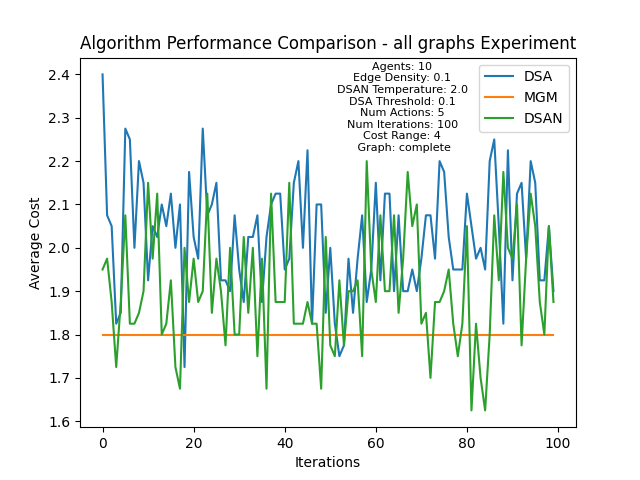 Algorithm Performance Comparison - all graphs Experiment
Agents: 10
Edge Density: 0.1
DSAN Temperature: 2.0
DSA Threshold: 0.1
Num Actions: 5
Num Iterations: 100
Cost Range: 4
Graph: complete
DSA
MGM
DSAN
Average Cost
2.4
2.3
2.2
2.1
2.0
1.9
1.8
1.7
1.6
0
20
40
60
80
100
Iterations